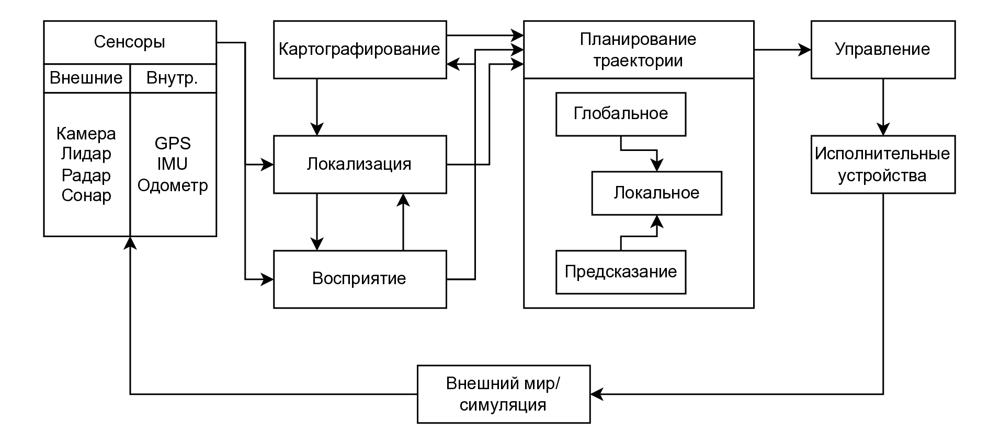 Сенсоры
Внешние
Внутр.
Камера
Лидар
Радар
Сонар
GPS
IMU
Одометр
Картографирование
Локализация
Восприятие
Планирование
траектории
Глобальное
Локальное
Предсказание
Управление
Исполнительные
устройства
Внешний мир/
симуляция